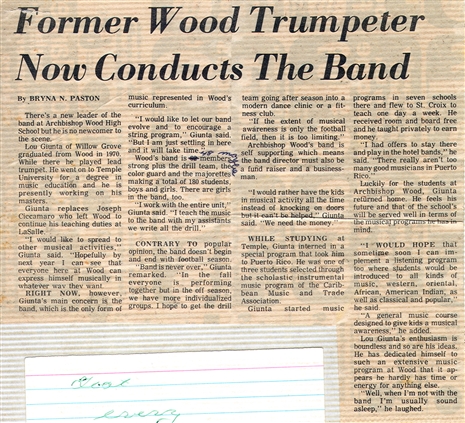 Former Wood Trumpeter
Now Conducts The Band
By BRYNA N. PASTON
There's a new leader of the
band at Archbishop Wood High
School but he is no newcomer to
the scene.
Lou Giunta of Willow Grove
graduated from Wood in 1970.
While there he played lead
trumpet. He went on to Temple
University for a degree in
music education and he is
presently working on his
masters.
Giunta replaces Joseph
Ciccamaro who left Wood to
continue his teaching duties at
LaSalle.
"I would like to spread to
other musical activities,"
Giunta said. "Hopefully by
next year I can see that
everyone here at Wood can
express himself musically in
whatever way they want.
RIGHT NOW, however,
Giunta's main concern is the
band, which is the only form of
music represented in Wood's
curriculum.
"I would like to let our band
evolve and to encourage a
string program," Giunta said.
"But I am just settling in here
and it will take time."
Wood's band is members
strong plus the drill team, the
color guard and the majorettes
making a total of 180 students,
boys and girls. There are girls
in the band, too.
"I work with the entire unit,"
Giunta said. "I teach the music
to the band with my assistants
we write all the drill."
CONTRARY TO popular
opinion, the band doesn't begin
and end with football season.
"Band is never over," Giunta
remarked. "In the fall
everyone is performing
together but in the off season,
we have more individualized
groups. I hope to get the drill
team going after season into a
modern dance clinic or a fit-
ness club.
"If the extent of musical
awareness is only the football
field, then it is too limiting."
Archbishop Wood's band is
self supporting which means
the band director must also be
a fund raiser and a business
man.
"I would rather the kids work
in musical activity all the time
instead of knocking on doors
but it can't be helped," Giunta
said. "We need the money."
WHILE STUDYING at
Temple, Giunta interned in a
special program that took him
to Puerto Rico. He was one of
three students selected through
the scholastic instrumental
music program of the Carib-
bean Music and Trade
Association.
Giunta started music
programs in seven schools
there and flew to St. Croix to
teach one day a week. He
received room and board free
and he taught privately to earn
money.
"I had offers to stay there
and play in the hotel bands," he
said. "There really aren't too
many good musicians in Puerto
Rico."
Luckily for the students at
Archbishop Wood, Giunta
returned home. He feels his
future and that of the school's
will be served well in terms of
the musical programs he has in
mind.
"I WOULD HOPE that
sometime soon I can im-
plement a listening program
too where students would be
introduced to all kinds of
music, western, oriental,
African, American Indian, as
well as classical and popular,"
he said.
"A general music course
designed to give kids a musical
awareness," he added.
Lou Giunta's enthusiasm is
boundless and so are his ideas.
He has dedicated himself to
such an extensive music
program at Wood that it ap-
pears he hardly has time or
energy for anything else.
"Well, when I'm not with the
band I'm usually sound
asleep," he laughed.